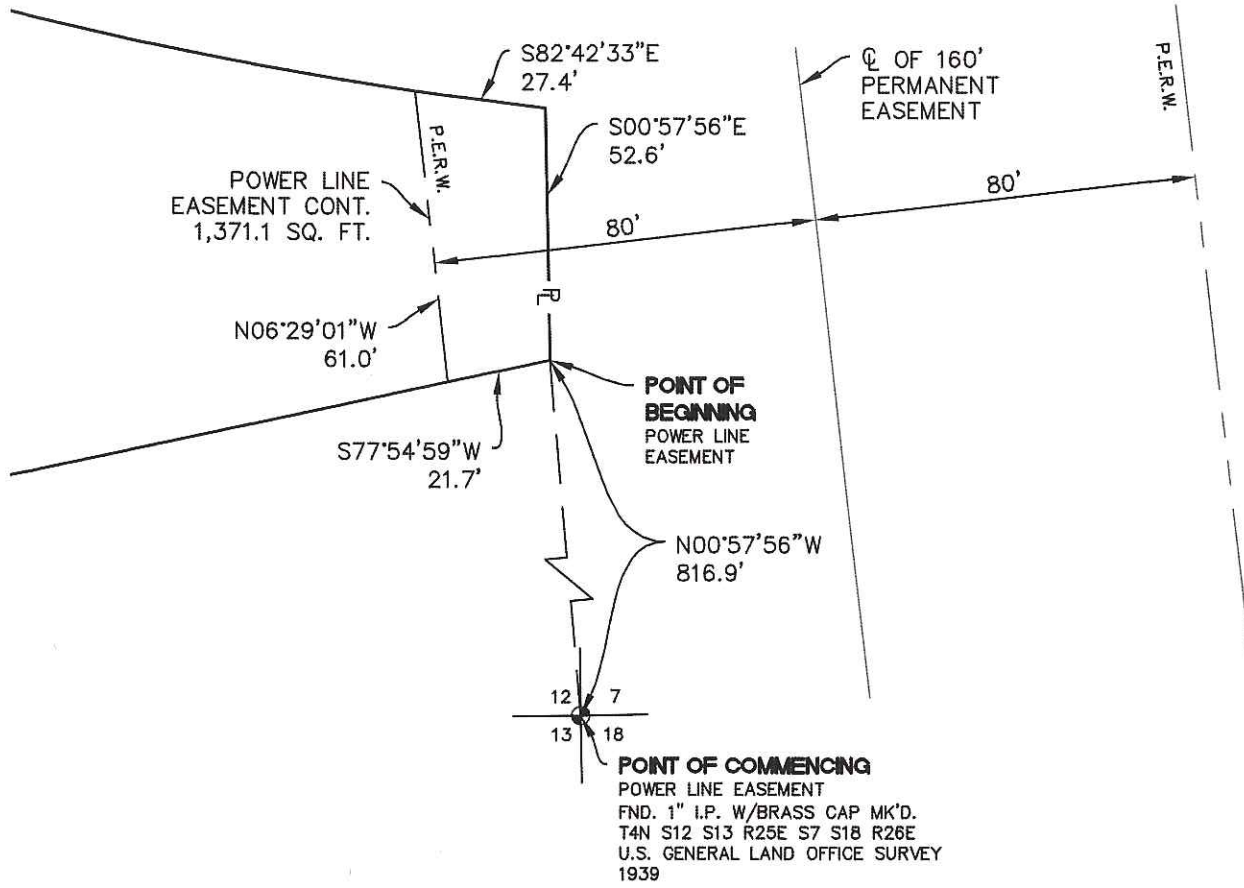 S82°42'33"E
27.4'
℄ OF 160'
PERMANENT
EASEMENT
P.E.R.W.
S00°57'56"E
52.6'
P.E.R.W.
POWER LINE
EASEMENT CONT.
1,371.1 SQ. FT.
80'
80'
PL
N06°29'01"W
61.0'
POINT OF
BEGINNING
POWER LINE
EASEMENT
S77°54'59"W
21.7'
N00°57'56"W
816.9'
12 7
13 18
POINT OF COMMENCING
POWER LINE EASEMENT
FND. 1" I.P. W/BRASS CAP MK'D.
T4N S12 S13 R25E S7 S18 R26E
U.S. GENERAL LAND OFFICE SURVEY
1939